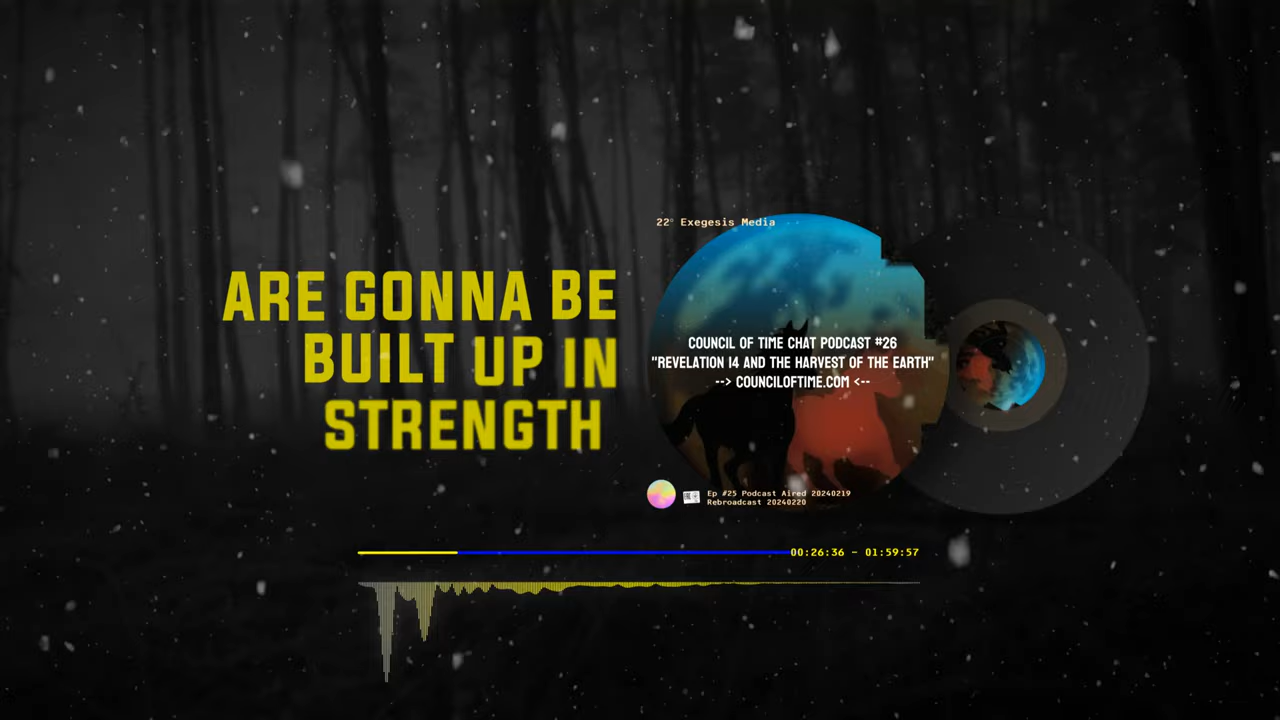 ARE GONNA BE
BUILT UP IN
STRENGTH
22° Exegesis Media
COUNCIL OF TIME CHAT PODCAST #26
"REVELATION 14 AND THE HARVEST OF THE EARTH"
--> COUNCILOFTIME.COM <--
Ep #25 Podcast Aired 20240219
Rebroadcast 20240220
00:26:36 - 01:59:57